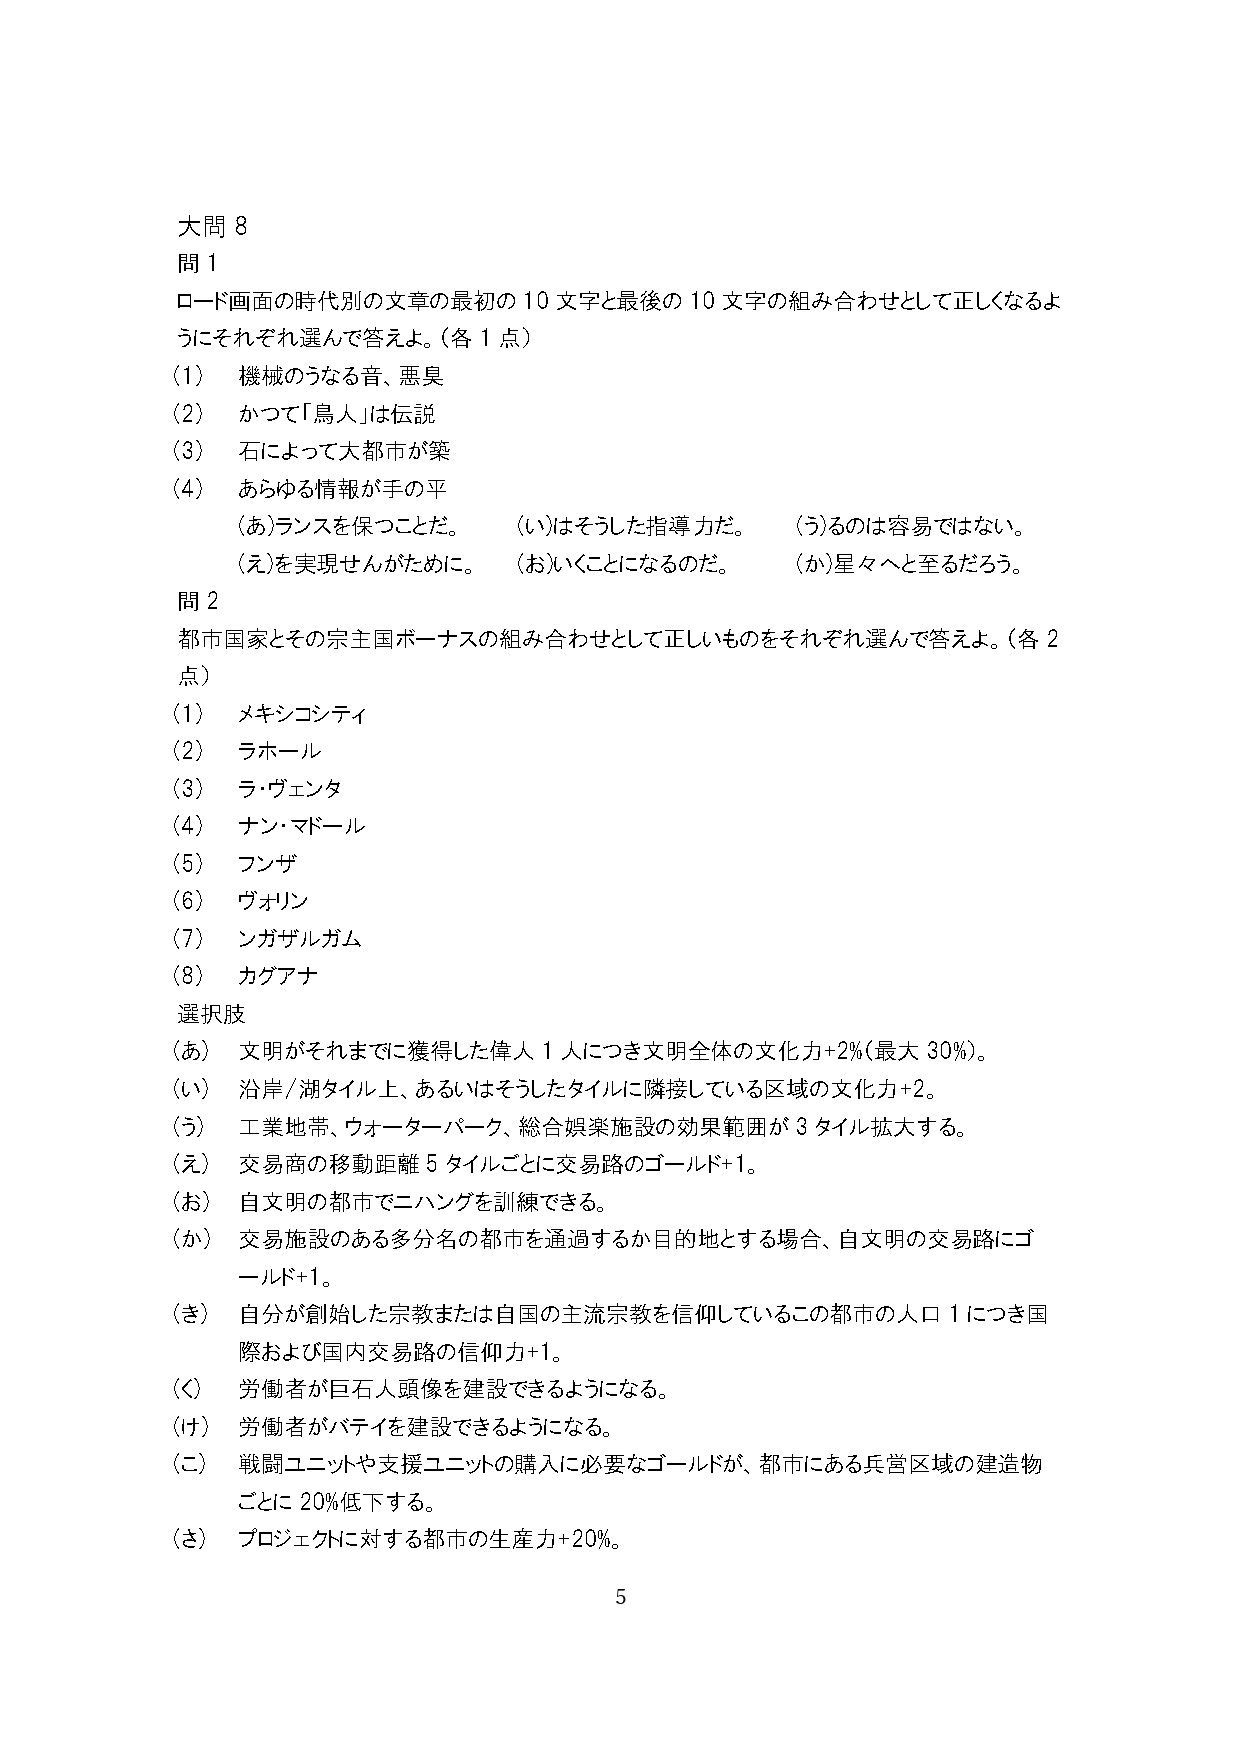 大問 8
問 1
ロード画面の時代別の文章の最初の 10 文字と最後の 10 文字の組み合わせとして正しくなるよ
うにそれぞれ選んで答えよ。（各 1 点）
（1） 機械のうなる音、悪臭
（2） かつて「鳥人」は伝説
（3） 石によって大都市が築
（4） あらゆる情報が手の平
（あ）ランスを保つことだ。 （い）はそうした指導力だ。 （う）るのは容易ではない。
（え）を実現せんがために。 （お）いくことになるのだ。 （か）星々へと至るだろう。
問 2
都市国家とその宗主国ボーナスの組み合わせとして正しいものをそれぞれ選んで答えよ。（各 2
点）
（1） メキシコシティ
（2） ラホール
（3） ラ・ヴェンタ
（4） ナン・マドール
（5） フンザ
（6） ヴォリン
（7） ンガザルガム
（8） カグアナ
選択肢
（あ） 文明がそれまでに獲得した偉人 1 人につき文明全体の文化力+2%（最大 30%）。
（い） 沿岸/湖タイル上、あるいはそうしたタイルに隣接している区域の文化力+2。
（う） 工業地帯、ウォーターパーク、総合娯楽施設の効果範囲が 3 タイル拡大する。
（え） 交易商の移動距離 5 タイルごとに交易路のゴールド+1。
（お） 自文明の都市でニハングを訓練できる。
（か） 交易施設のある多分名の都市を通過するか目的地とする場合、自文明の交易路にゴ
ールド+1。
（き） 自分が創始した宗教または自国の主流宗教を信仰しているこの都市の人口 1 につき国
際および国内交易路の信仰力+1。
（く） 労働者が巨石人頭像を建設できるようになる。
（け） 労働者がバテイを建設できるようになる。
（こ） 戦闘ユニットや支援ユニットの購入に必要なゴールドが、都市にある兵営区域の建造物
ごとに 20%低下する。
（さ） プロジェクトに対する都市の生産力+20%。
5